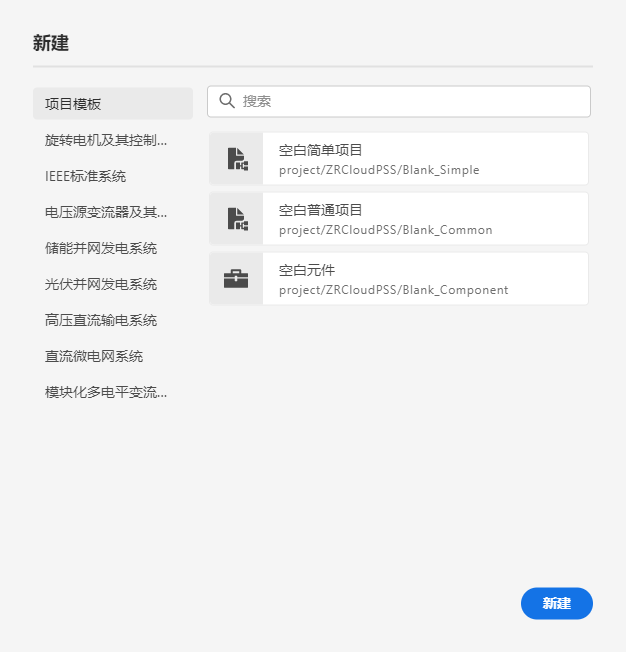 新建
项目模板
旋转电机及其控制...
IEEE标准系统
电压源变流器及其...
储能并网发电系统
光伏并网发电系统
高压直流输电系统
直流微电网系统
模块化多电平变流...
搜索
空白简单项目
project/ZRCloudPSS/Blank_Simple
空白普通项目
project/ZRCloudPSS/Blank_Common
空白元件
project/ZRCloudPSS/Blank_Component
新建